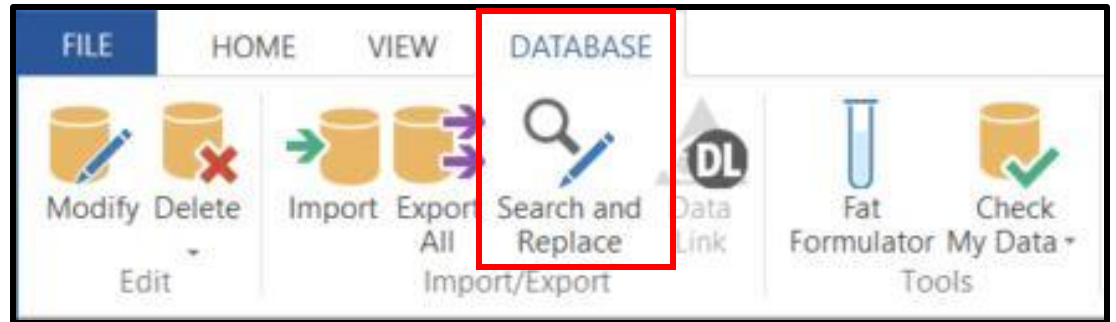 FILE HOME VIEW DATABASE
Modify Delete Import Export Search and Data Fat Check
All Replace Link Formulator My Data
Edit Import/Export Tools
DL